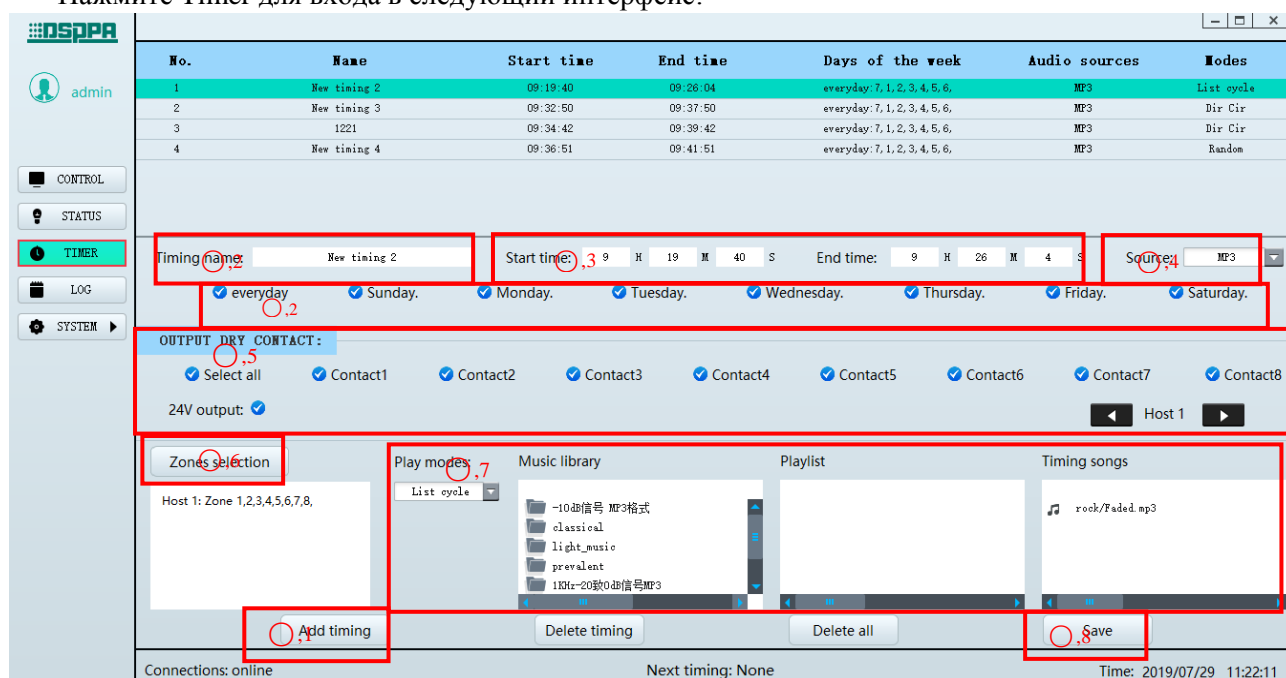 Нажмите Timer для входа в следующий интерфейс:
DSPPA
admin
No. Name Start time End time Days of the week Audio sources Modes
1 New timing 2 09:19:40 09:26:04 everyday:7,1,2,3,4,5,6, MP3 List cycle
2 New timing 3 09:32:50 09:37:50 everyday:7,1,2,3,4,5,6, MP3 Dir Cir
3 1221 09:34:42 09:39:42 everyday:7,1,2,3,4,5,6, MP3 Dir Cir
4 New timing 4 09:36:51 09:41:51 everyday:7,1,2,3,4,5,6, MP3 Random
CONTROL
STATUS
TIMER
LOG
SYSTEM
Timing name: ,2 New timing 2 Start time: ,3 9 H 19 M 40 S End time: 9 H 26 M 4 S Source: ,4 MP3
everyday Sunday. Monday. Tuesday. Wednesday. Thursday. Friday. Saturday.
,2
OUTPUT DRY CONTACT:
,5
Select all Contact1 Contact2 Contact3 Contact4 Contact5 Contact6 Contact7 Contact8
24V output: Host 1
Zones selection ,6 Play modes: ,7 Music library Playlist Timing songs
Host 1: Zone 1,2,3,4,5,6,7,8, List cycle
-10dB信号 MP3格式
classical
light_music
prevalent
1KHz-20致0dB信号MP3
rock/Faded.mp3
,1 Add timing Delete timing Delete all ,8 Save
Connections: online Next timing: None Time: 2019/07/29 11:22:11